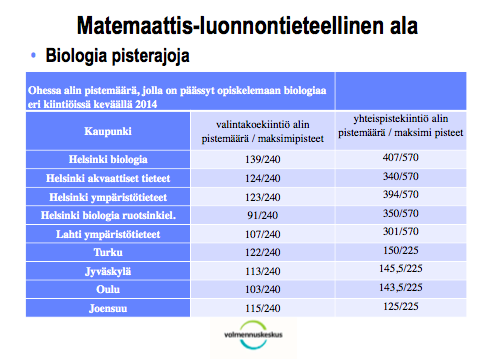 Matemaattis-luonnontieteellinen ala
• Biologia pisterajoja
Ohessa alin pistemäärä, jolla on päässyt opiskelemaan biologiaa
eri kiintiöissä keväällä 2014
Kaupunki
valintakoekiintiö alin
pistemäärä / maksimipisteet
yhteispistekiintiö alin
pistemäärä / maksimi pisteet
Helsinki biologia 139/240 407/570
Helsinki akvaattiset tieteet 124/240 340/570
Helsinki ympäristötieteet 123/240 394/570
Helsinki biologia ruotsinkiel. 91/240 350/570
Lahti ympäristötieteet 107/240 301/570
Turku 122/240 150/225
Jyväskylä 113/240 145,5/225
Oulu 103/240 143,5/225
Joensuu 115/240 125/225
valmennuskeskus